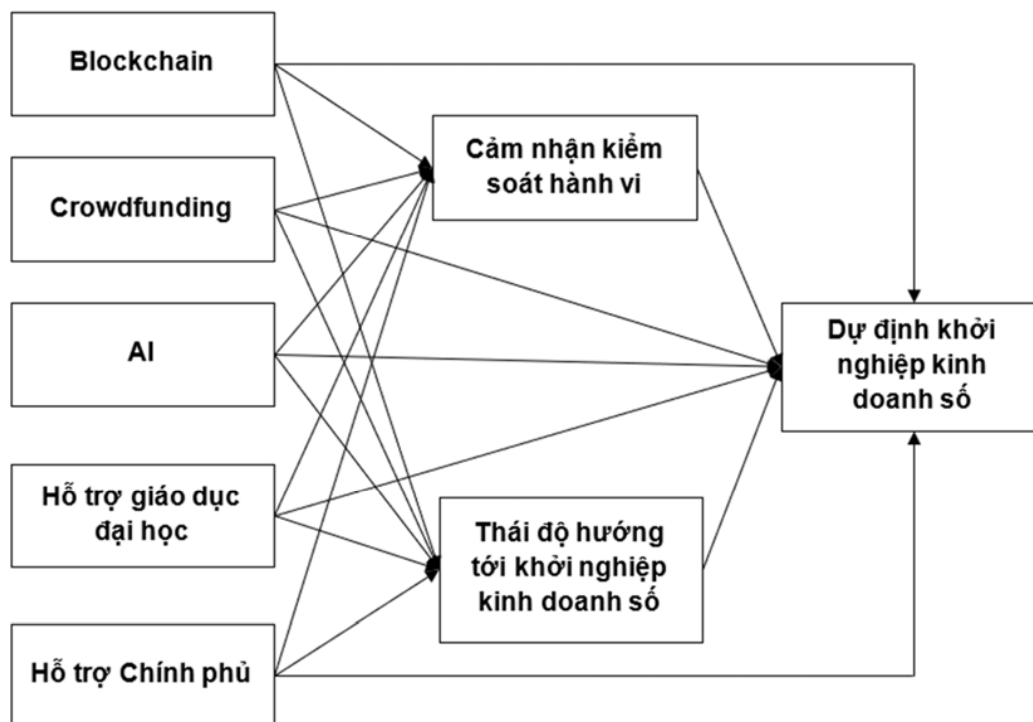 Blockchain
Crowdfunding
AI
Hỗ trợ giáo dục
đại học
Hỗ trợ Chính phủ
Cảm nhận kiểm
soát hành vi
Thái độ hướng
tới khởi nghiệp
kinh doanh số
Dự định khởi
nghiệp kinh
doanh số